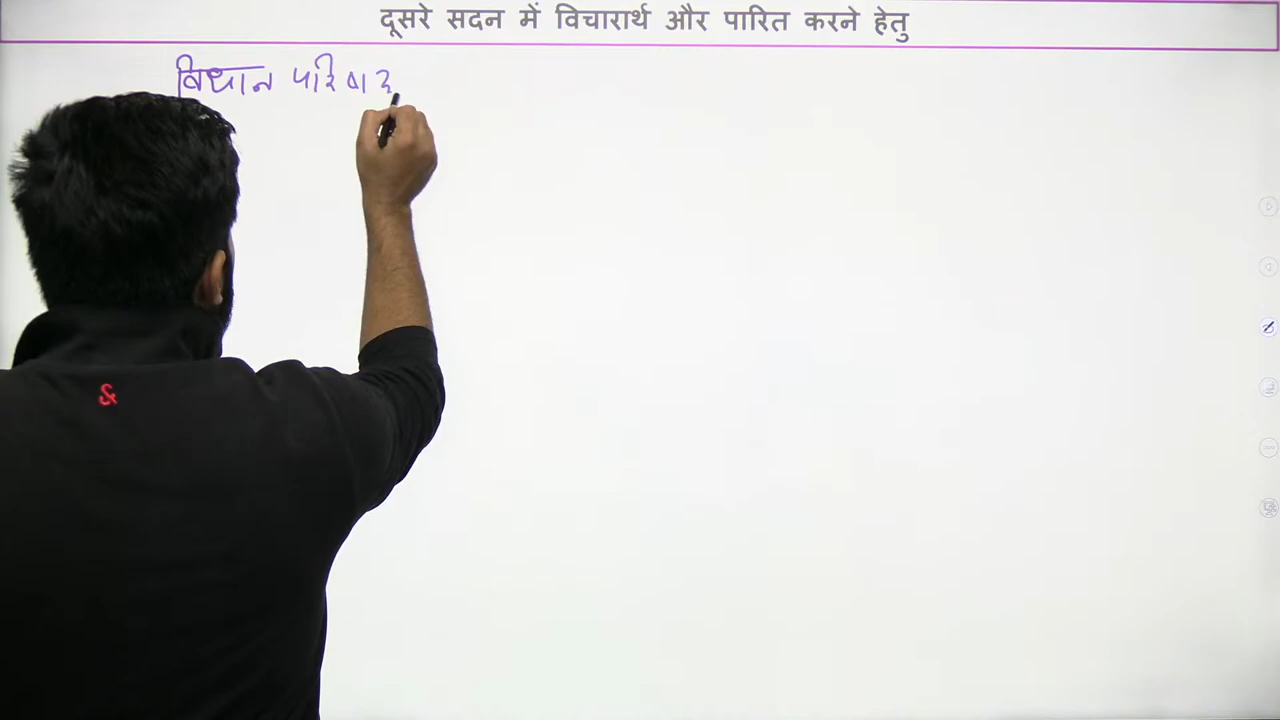 दूसरे सदन में विचारार्थ और पारित करने हेतु
विधान परिषद
&